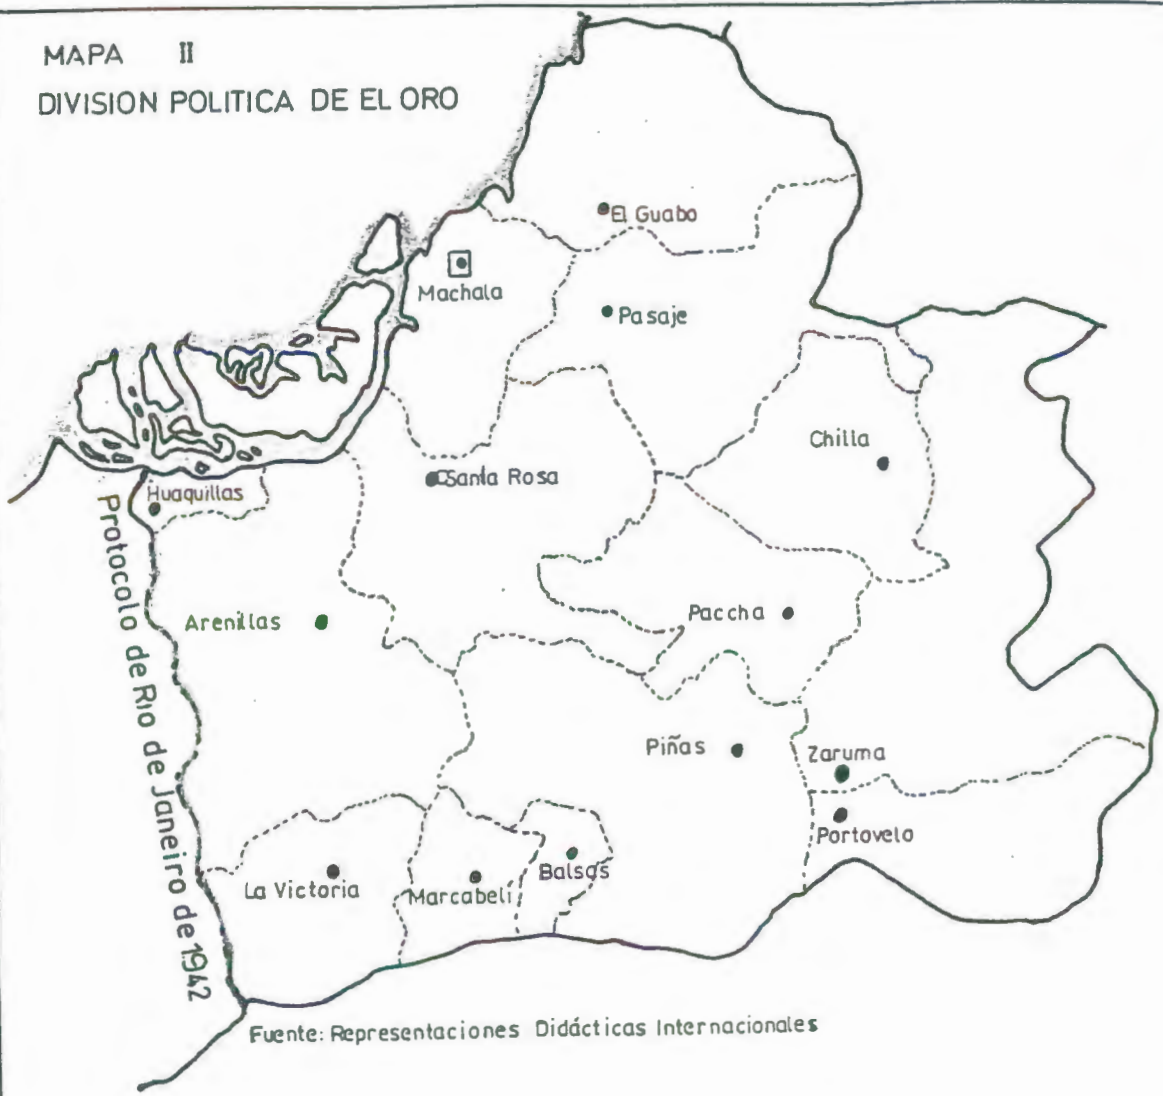 MAPA II
DIVISION POLITICA DE EL ORO
El Guabo
Machala
Pasaje
Chilla
Santa Rosa
Huaquillas
Protocolo de Rio de Janeiro de 1942
Arenillas
Paccha
Piñas
Zaruma
Portovelo
Balsas
La Victoria
Marcabelí
Fuente: Representaciones Didácticas Internacionales